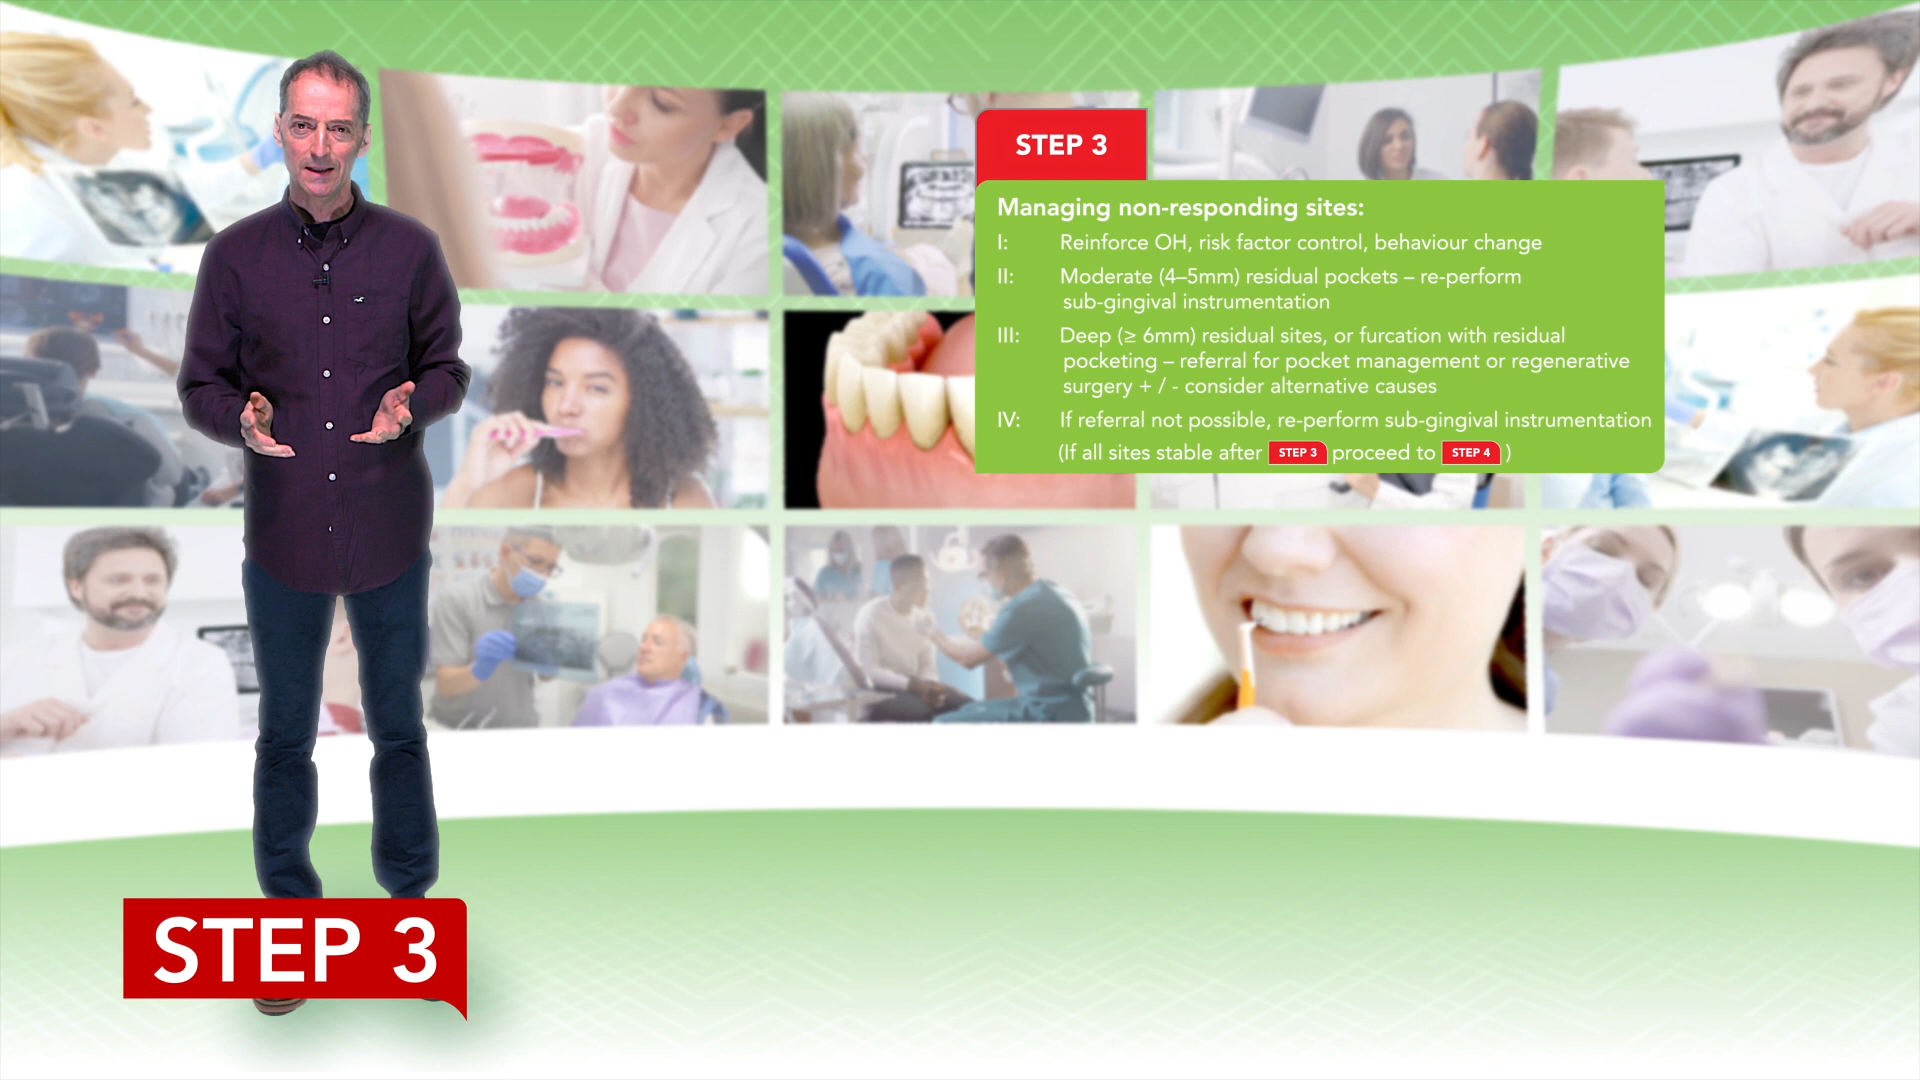 STEP 3
Managing non-responding sites:
I: Reinforce OH, risk factor control, behaviour change
II: Moderate (4–5mm) residual pockets – re-perform
sub-gingival instrumentation
III: Deep (≥ 6mm) residual sites, or furcation with residual
pocketing – referral for pocket management or regenerative
surgery + / - consider alternative causes
IV: If referral not possible, re-perform sub-gingival instrumentation
(If all sites stable after STEP 3 proceed to STEP 4 )
STEP 3